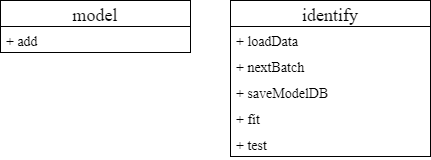 model
+ add
identify
+ loadData
+ nextBatch
+ saveModelDB
+ fit
+ test